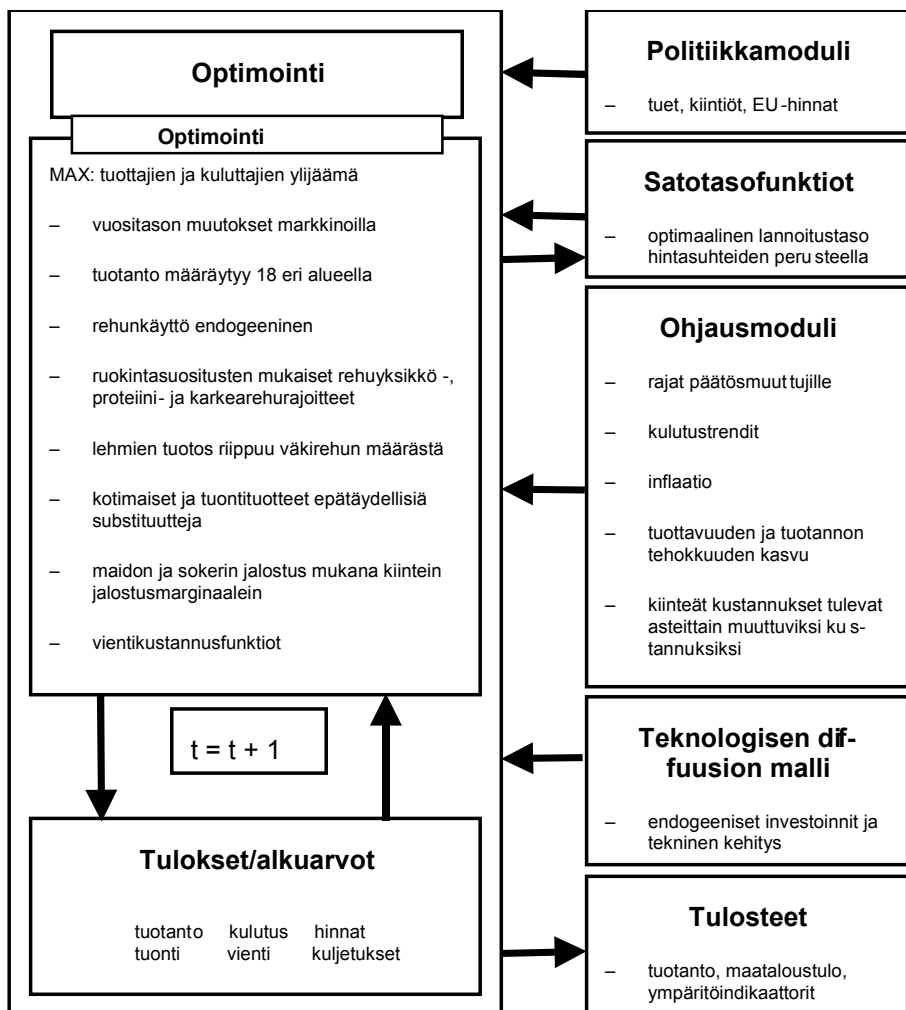 Optimointi
Optimointi
MAX: tuottajien ja kuluttajien ylijäämä
– vuositason muutokset markkinoilla
– tuotanto määräytyy 18 eri alueella
– rehunkäyttö endogeeninen
– ruokintasuositusten mukaiset rehuyksikkö -,
proteiini- ja karkearehurajoitteet
– lehmien tuotos riippuu väkirehun määrästä
– kotimaiset ja tuontituotteet epätäydellisiä
substituutteja
– maidon ja sokerin jalostus mukana kiintein
jalostusmarginaalein
– vientikustannusfunktiot
t = t + 1
Tulokset/alkuarvot
tuotanto kulutus hinnat
tuonti vienti kuljetukset
Politiikkamoduli
– tuet, kiintiöt, EU-hinnat
Satotasofunktiot
– optimaalinen lannoitustaso
hintasuhteiden peru steella
Ohjausmoduli
– rajat päätösmuut tujille
– kulutustrendit
– inflaatio
– tuottavuuden ja tuotannon
tehokkuuden kasvu
– kiinteät kustannukset tulevat
asteittain muuttuviksi ku s-
tannuksiksi
Teknologisen dif-
fuusion malli
– endogeeniset investoinnit ja
tekninen kehitys
Tulosteet
– tuotanto, maataloustulo,
ympäritöindikaattorit